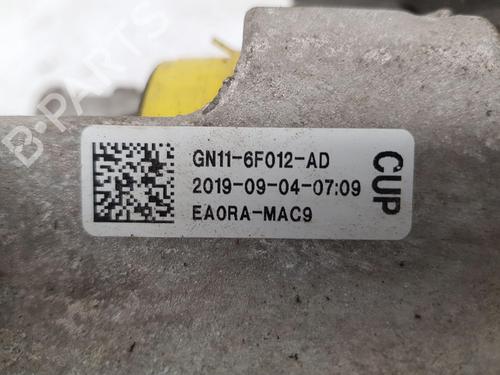 GN11-6F012-AD
2019-09-04-07:09
EA0RA-MAC9
CUP
B-PARTS